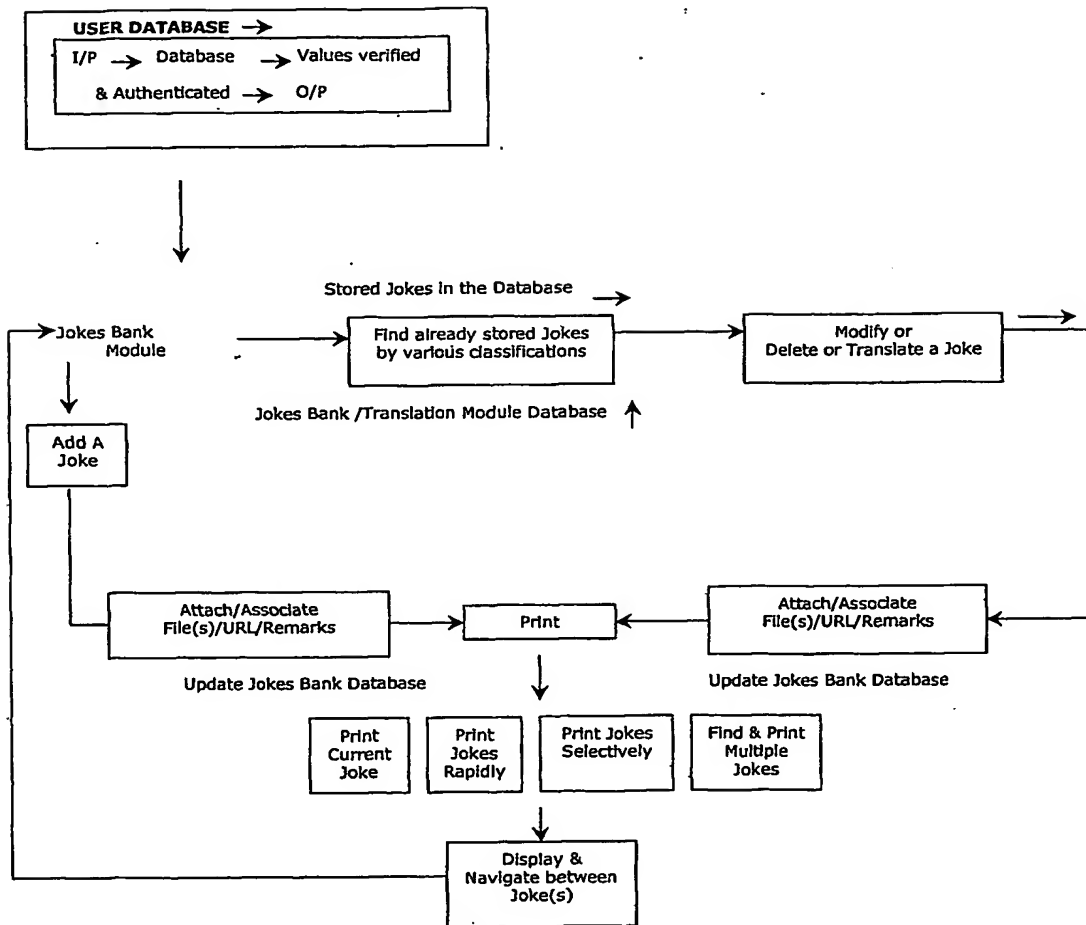 USER DATABASE →
I/P → Database → Values verified
& Authenticated → O/P
Stored Jokes in the Database →
Jokes Bank
Module
Find already stored Jokes
by various classifications
Modify or
Delete or Translate a Joke
Jokes Bank /Translation Module Database
Add A
Joke
Attach/Associate
File(s)/URL/Remarks
Print
Attach/Associate
File(s)/URL/Remarks
Update Jokes Bank Database
Update Jokes Bank Database
Print
Current
Joke
Print
Jokes
Rapidly
Print Jokes
Selectively
Find & Print
Multiple
Jokes
Display &
Navigate between
Joke(s)